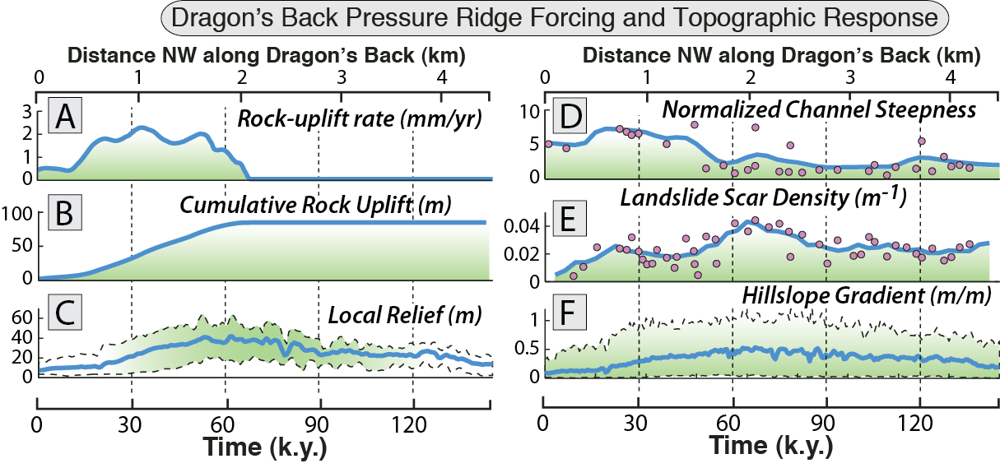 Dragon's Back Pressure Ridge Forcing and Topographic Response
Distance NW along Dragon's Back (km)
0 1 2 3 4
A
Rock-uplift rate (mm/yr)
3
2
1
0
B
Cumulative Rock Uplift (m)
100
50
0
C
Local Relief (m)
60
40
20
0
0 30 60 90 120
Time (k.y.)
Distance NW along Dragon's Back (km)
0 1 2 3 4
D
Normalized Channel Steepness
10
5
0
E
Landslide Scar Density (m-1)
0.04
0.02
0
F
Hillslope Gradient (m/m)
1
0.5
0
0 30 60 90 120
Time (k.y.)